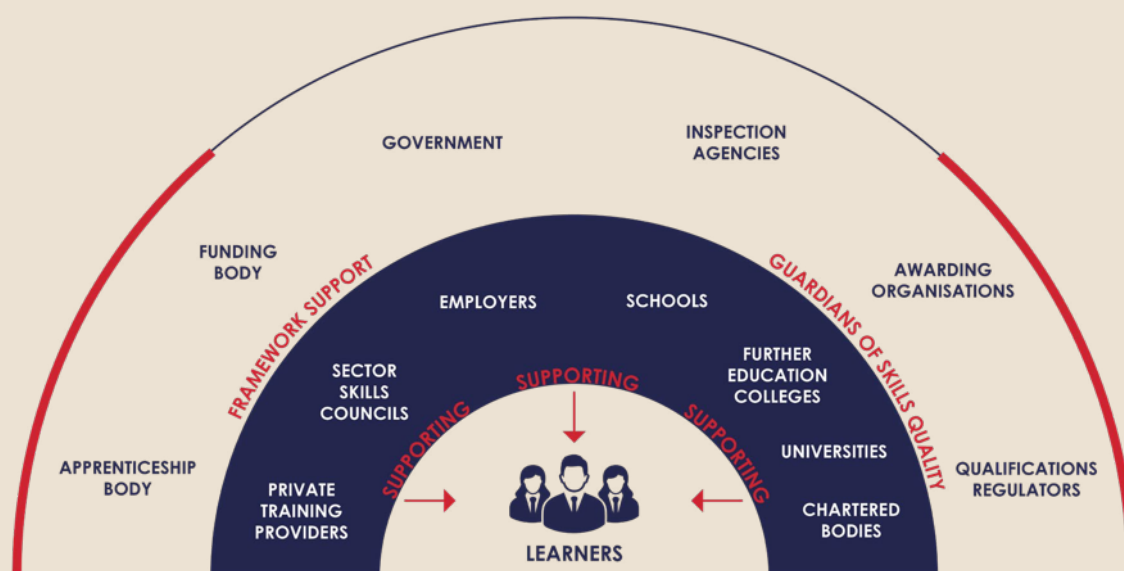 GOVERNMENT
INSPECTION
AGENCIES
FUNDING
BODY
AWARDING
ORGANISATIONS
APPRENTICESHIP
BODY
QUALIFICATIONS
REGULATORS
FRAMEWORK SUPPORT
GUARDIANS OF SKILLS QUALITY
EMPLOYERS
SCHOOLS
SECTOR
SKILLS
COUNCILS
FURTHER
EDUCATION
COLLEGES
PRIVATE
TRAINING
PROVIDERS
UNIVERSITIES
CHARTERED
BODIES
SUPPORTING
SUPPORTING
SUPPORTING
LEARNERS